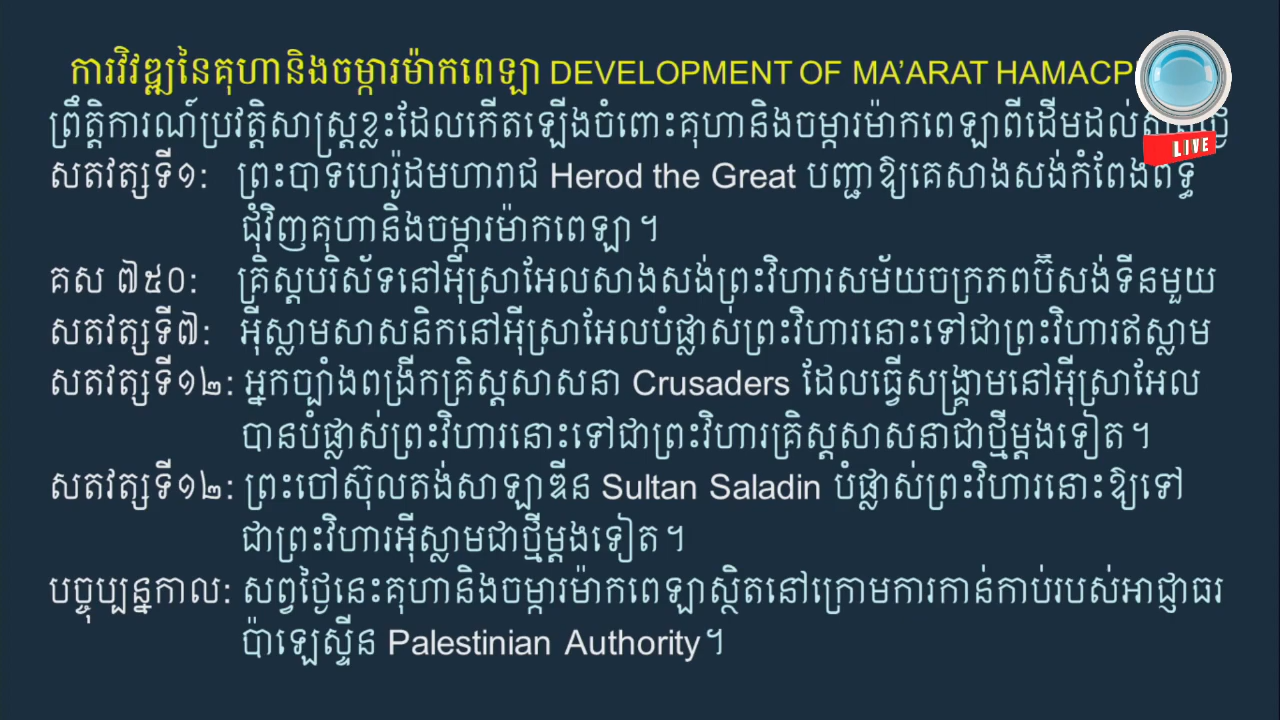 ការវិវឌ្ឍនៃគុហានិងចម្ការម៉ាកពេឡា DEVELOPMENT OF MA’ARAT HAMACP
ព្រឹត្តិការណ៍ប្រវត្តិសាស្ត្រខ្លះដែលកើតឡើងចំពោះគុហានិងចម្ការម៉ាកពេឡាពីដើមដល់
LIVE
សតវត្សទី១: ព្រះបាទហេរ៉ូដមហារាជ Herod the Great បញ្ជាឱ្យគេសាងសង់កំពែងព័ទ្ធ
ជុំវិញគុហានិងចម្ការម៉ាកពេឡា។
គស ៧៥០: គ្រិស្តបរិស័ទនៅអ៊ីស្រាអែលសាងសង់ព្រះវិហារសម័យចក្រភពប៊ីសង់ទីនមួយ
សតវត្សទី៧: អ៊ីស្លាមសាសនិកនៅអ៊ីស្រាអែលបំផ្លាស់ព្រះវិហារនោះទៅជាព្រះវិហារឥស្លាម
សតវត្សទី១២: អ្នកច្បាំងពង្រីកគ្រិស្តសាសនា Crusaders ដែលធ្វើសង្គ្រាមនៅអ៊ីស្រាអែល
បានបំផ្លាស់ព្រះវិហារនោះទៅជាព្រះវិហារគ្រិស្តសាសនាជាថ្មីម្តងទៀត។
សតវត្សទី១២: ព្រះចៅស៊ុលតង់សាឡាឌីន Sultan Saladin បំផ្លាស់ព្រះវិហារនោះឱ្យទៅ
ជាព្រះវិហារអ៊ីស្លាមជាថ្មីម្តងទៀត។
បច្ចុប្បន្នកាល: សព្វថ្ងៃនេះគុហានិងចម្ការម៉ាកពេឡាស្ថិតនៅក្រោមការកាន់កាប់របស់អាជ្ញាធរ
ប៉ាឡេស្ទីន Palestinian Authority។